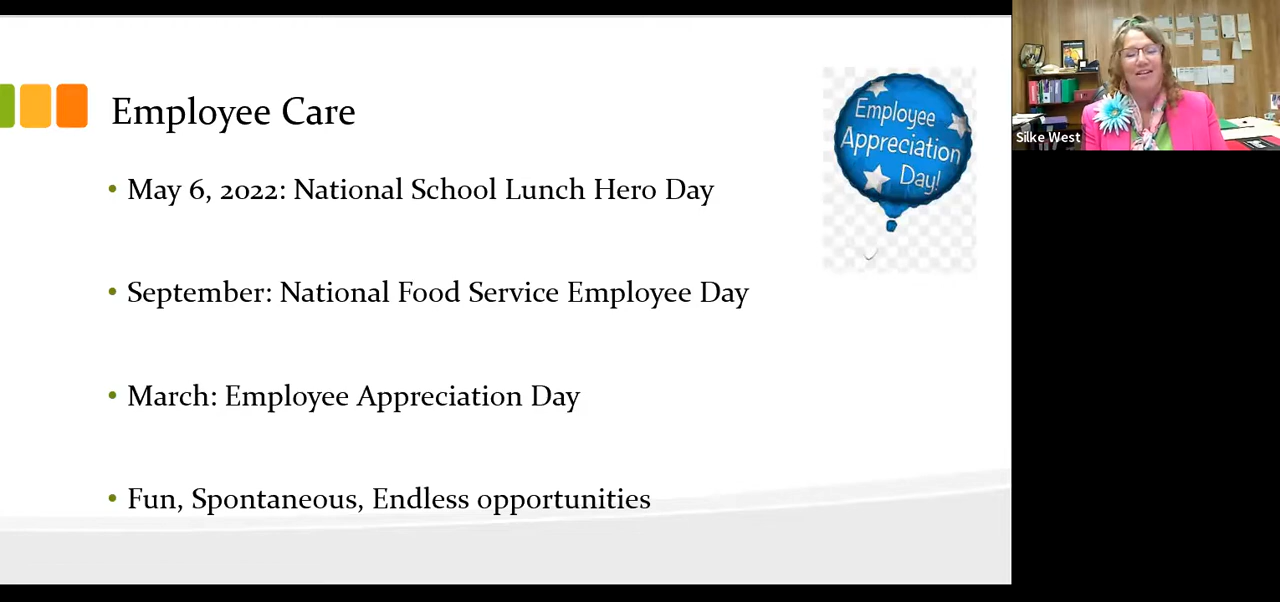 Employee Care
• May 6, 2022: National School Lunch Hero Day
• September: National Food Service Employee Day
• March: Employee Appreciation Day
• Fun, Spontaneous, Endless opportunities
Employee
Appreciation
Day!
Silke West